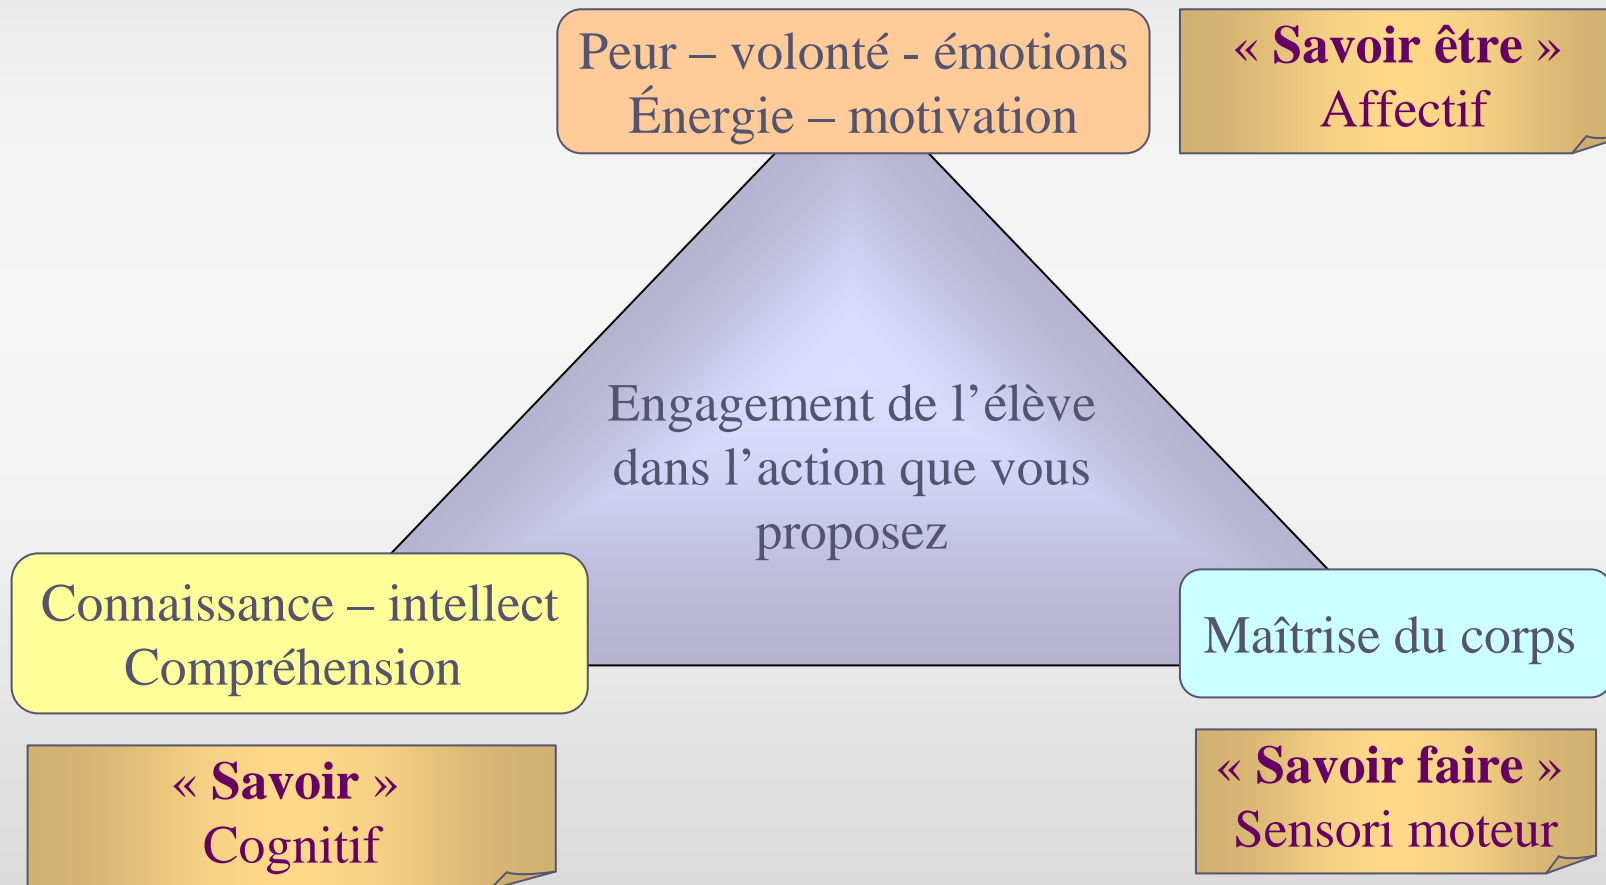 Peur – volonté - émotions
Énergie – motivation
« Savoir être »
Affectif
Engagement de l’élève
dans l’action que vous
proposez
Connaissance – intellect
Compréhension
Maîtrise du corps
« Savoir »
Cognitif
« Savoir faire »
Sensori moteur